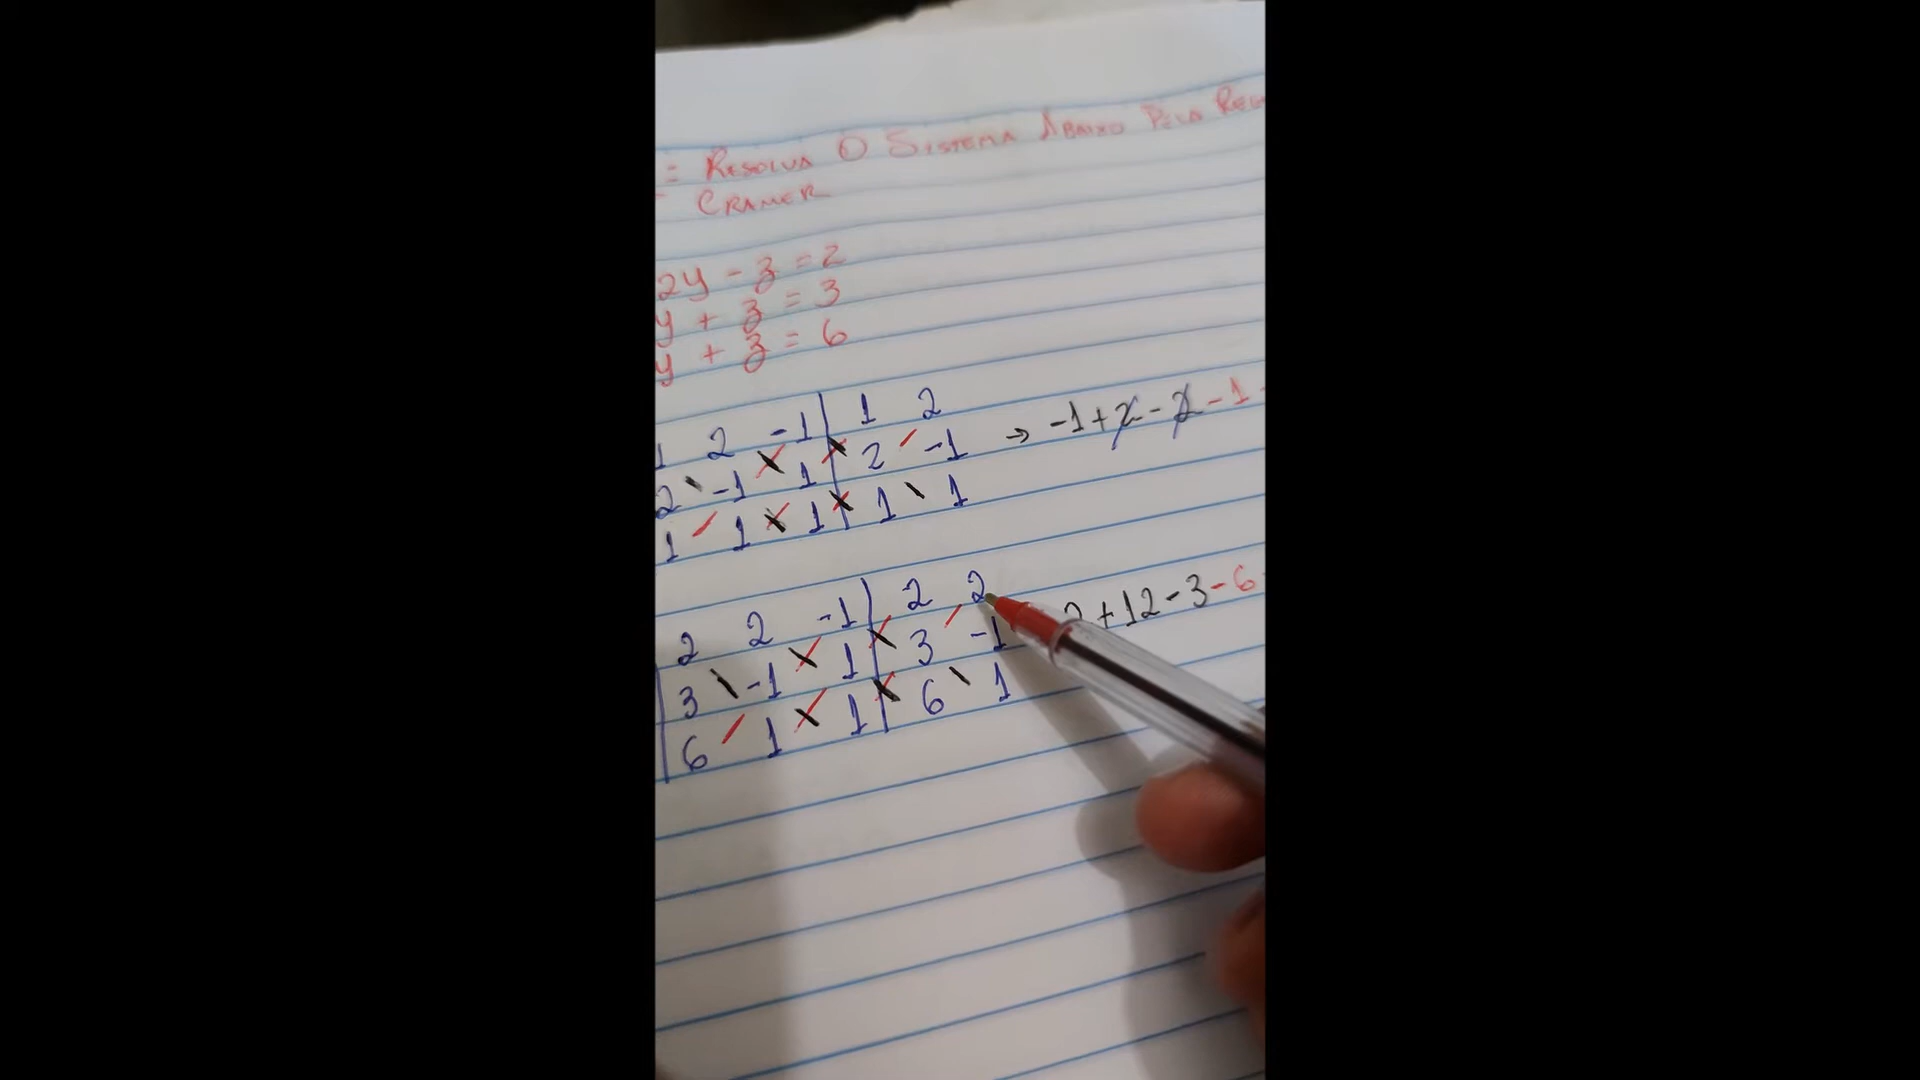 = RESOLVA O SISTEMA ABAIXO PELA
CRAMER
2y - z = 2
y + z = 3
y + z = 6
1 2 -1 | 1 2 → -1 + 2 - 2 - 1
2 -1 1 | 2 -1
1 1 1 | 1 1
2 2 -1 | 2 2 + 12 - 3 - 6
3 -1 1 | 3 -1
6 1 1 | 6 1